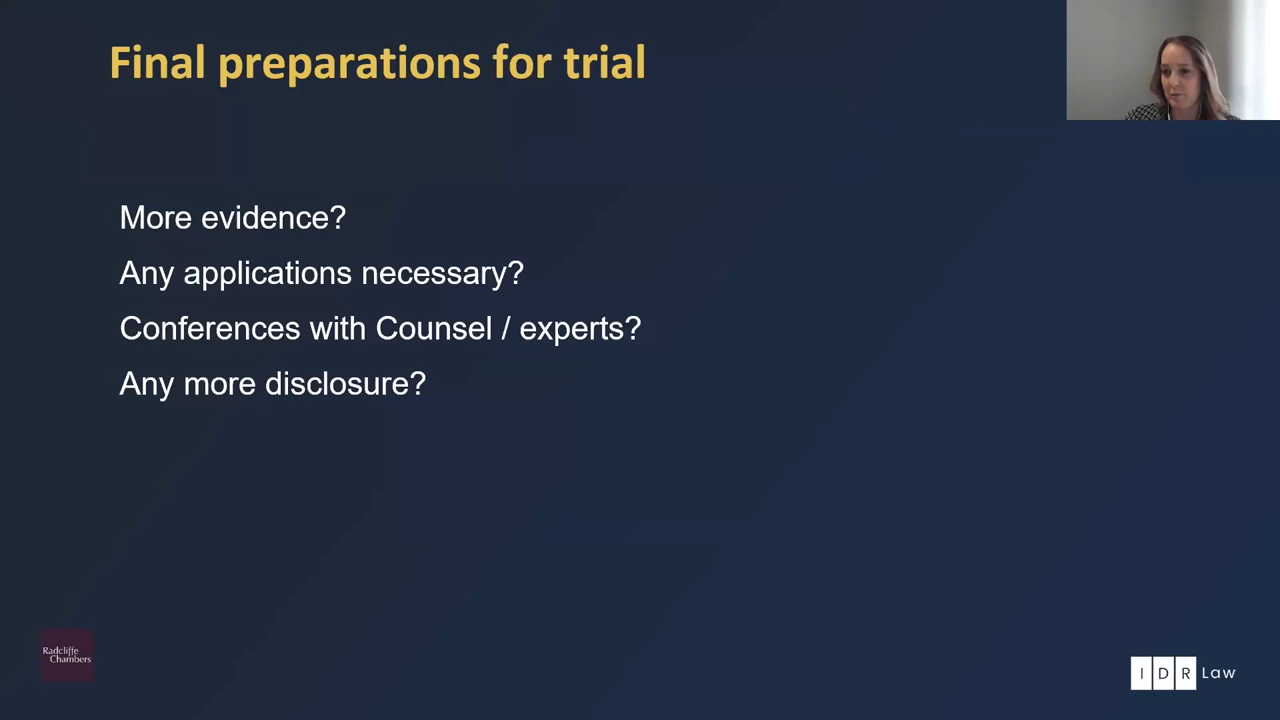 Final preparations for trial
More evidence?
Any applications necessary?
Conferences with Counsel / experts?
Any more disclosure?
Radcliffe
Chambers
IDR Law